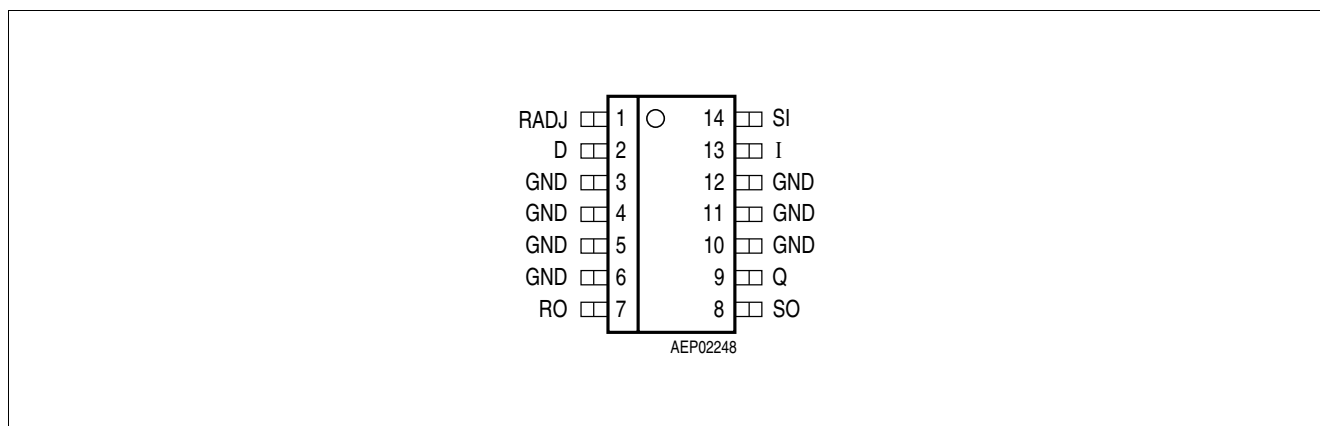 RADJ 1 14 SI
D 2 13 I
GND 3 12 GND
GND 4 11 GND
GND 5 10 GND
GND 6 9 Q
RO 7 8 SO
AEP02248